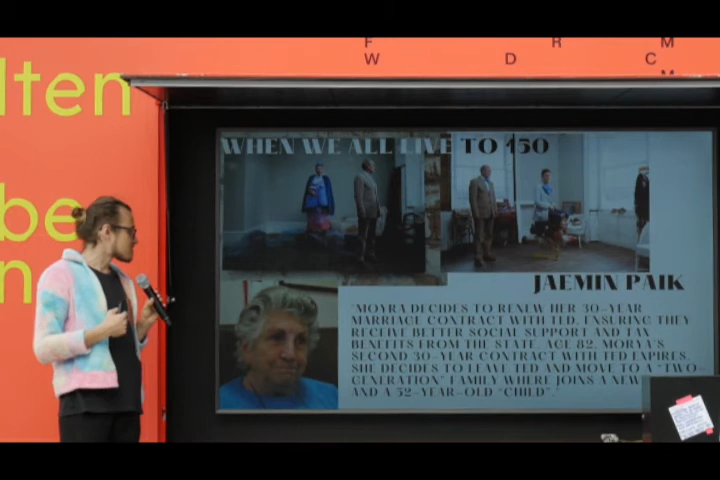 F R M
W D C
M
lten
be
n
WHEN WE ALL LIVE TO 150
JAEMIN PAIK
"MOYRA DECIDES TO RENEW HER 30-YEAR
MARRIAGE CONTRACT WITH TED, ENSURING THEY
RECEIVE BETTER SOCIAL SUPPORT AND TAX
BENEFITS FROM THE STATE. AGE 82, MORYA'S
SECOND 30-YEAR CONTRACT WITH TED EXPIRES.
SHE DECIDES TO LEAVE TED AND MOVE TO A "TWO-
GENERATION" FAMILY WHERE JOINS A NEW
AND A 52-YEAR-OLD "CHILD".